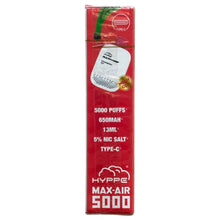 5000 PUFFS
650MAH
13ML
5% NIC SALT
TYPE-C
HYPPE
MAX-AIR
5000